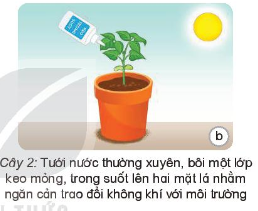 b
Cây 2: Tưới nước thường xuyên, bôi một lớp
keo mỏng, trong suốt lên hai mặt lá nhằm
ngăn cản trao đổi không khí với môi trường